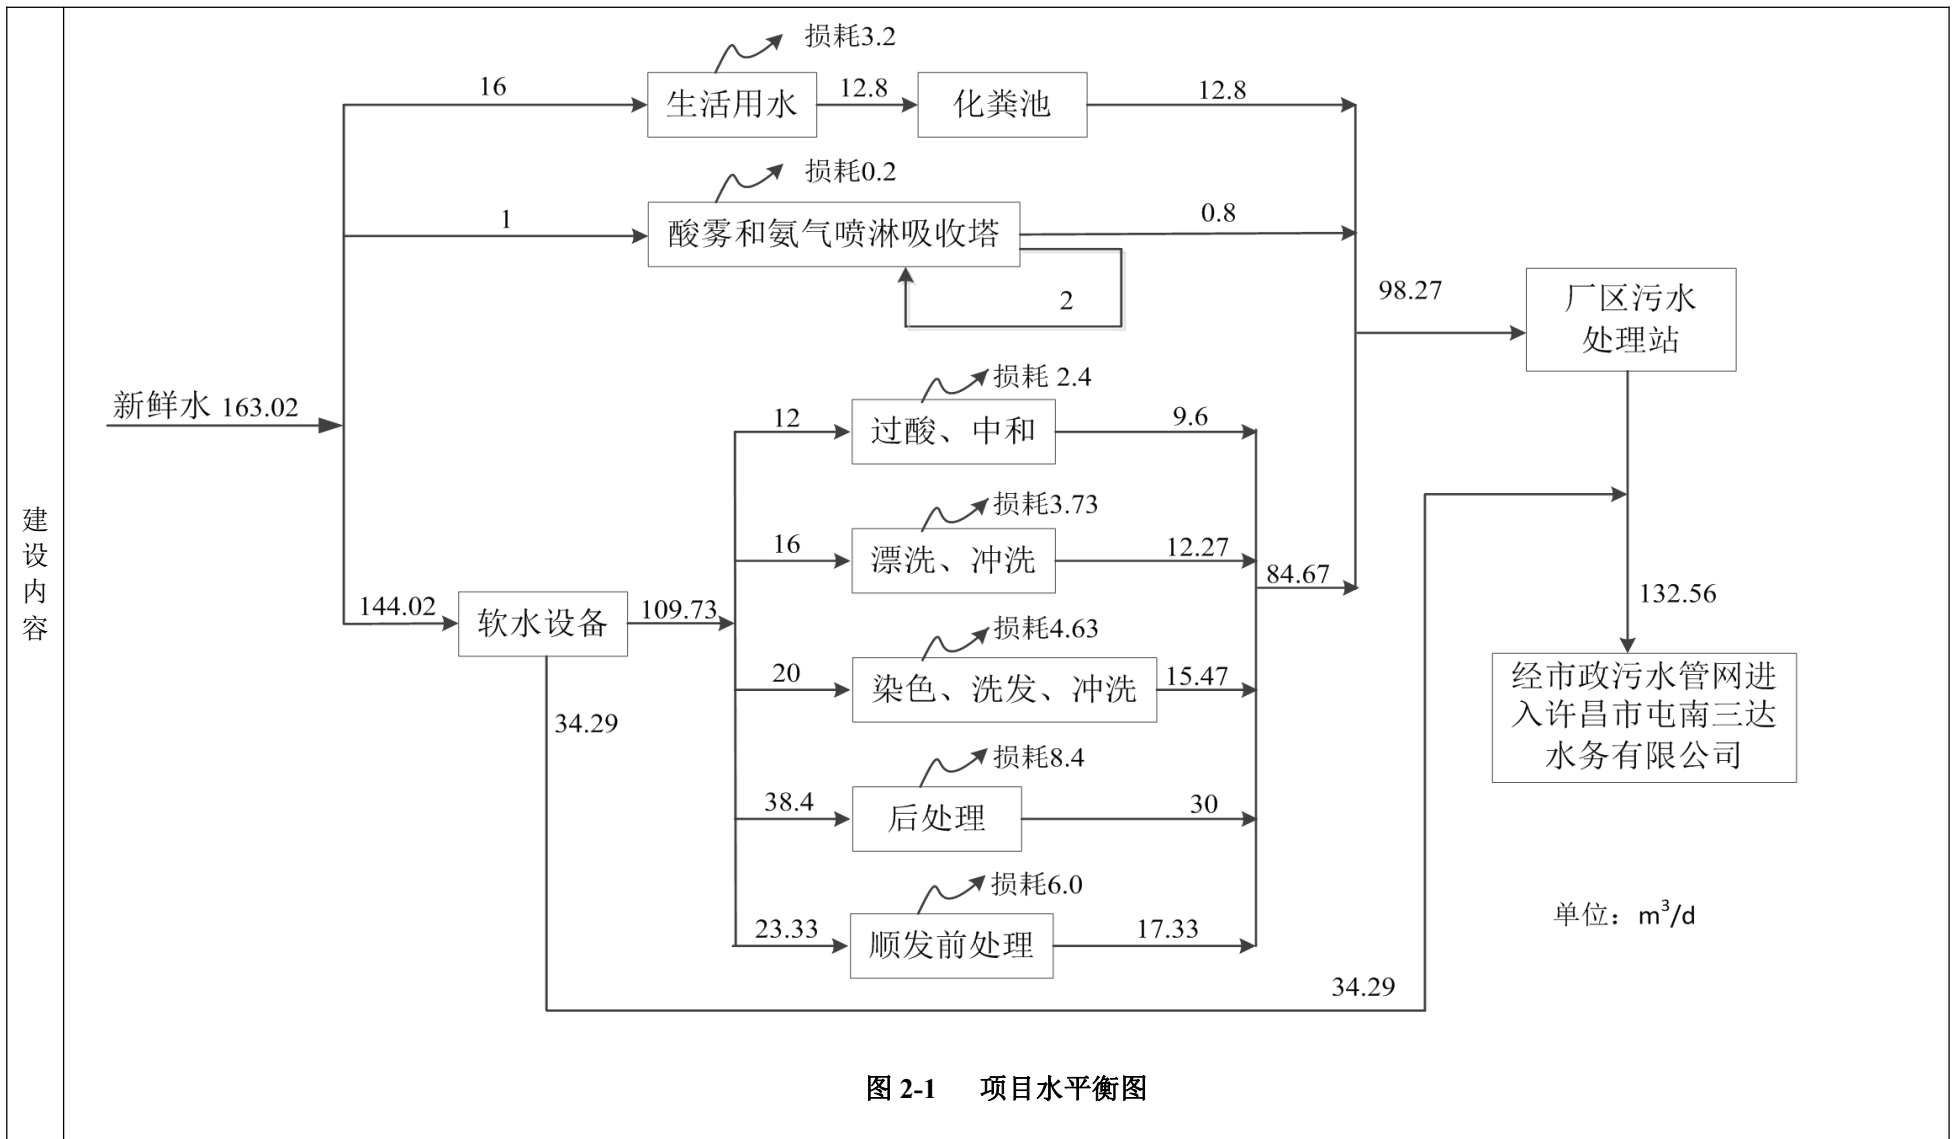 建
设
内
容
损耗3.2
16
生活用水
12.8
化粪池
12.8
损耗0.2
1
酸雾和氨气喷淋吸收塔
0.8
2
98.27
厂区污水
处理站
新鲜水 163.02
损耗 2.4
12
过酸、中和
9.6
损耗3.73
16
漂洗、冲洗
12.27
84.67
144.02
软水设备
109.73
132.56
损耗4.63
20
染色、洗发、冲洗
15.47
经市政污水管网进
入许昌市屯南三达
水务有限公司
34.29
损耗8.4
38.4
后处理
30
损耗6.0
23.33
顺发前处理
17.33
单位：m³/d
34.29
图 2-1 项目水平衡图